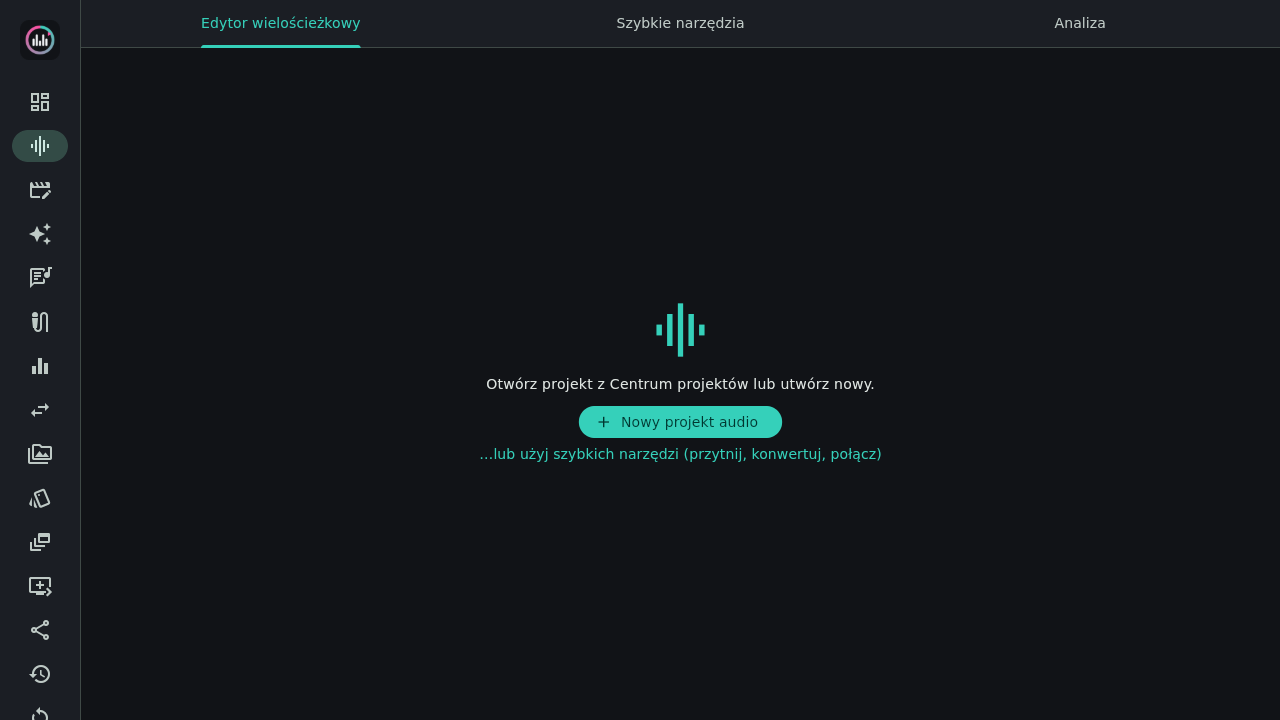 Edytor wielościeżkowy
Szybkie narzędzia
Analiza
Otwórz projekt z Centrum projektów lub utwórz nowy.
Nowy projekt audio
...lub użyj szybkich narzędzi (przytnij, konwertuj, połącz)